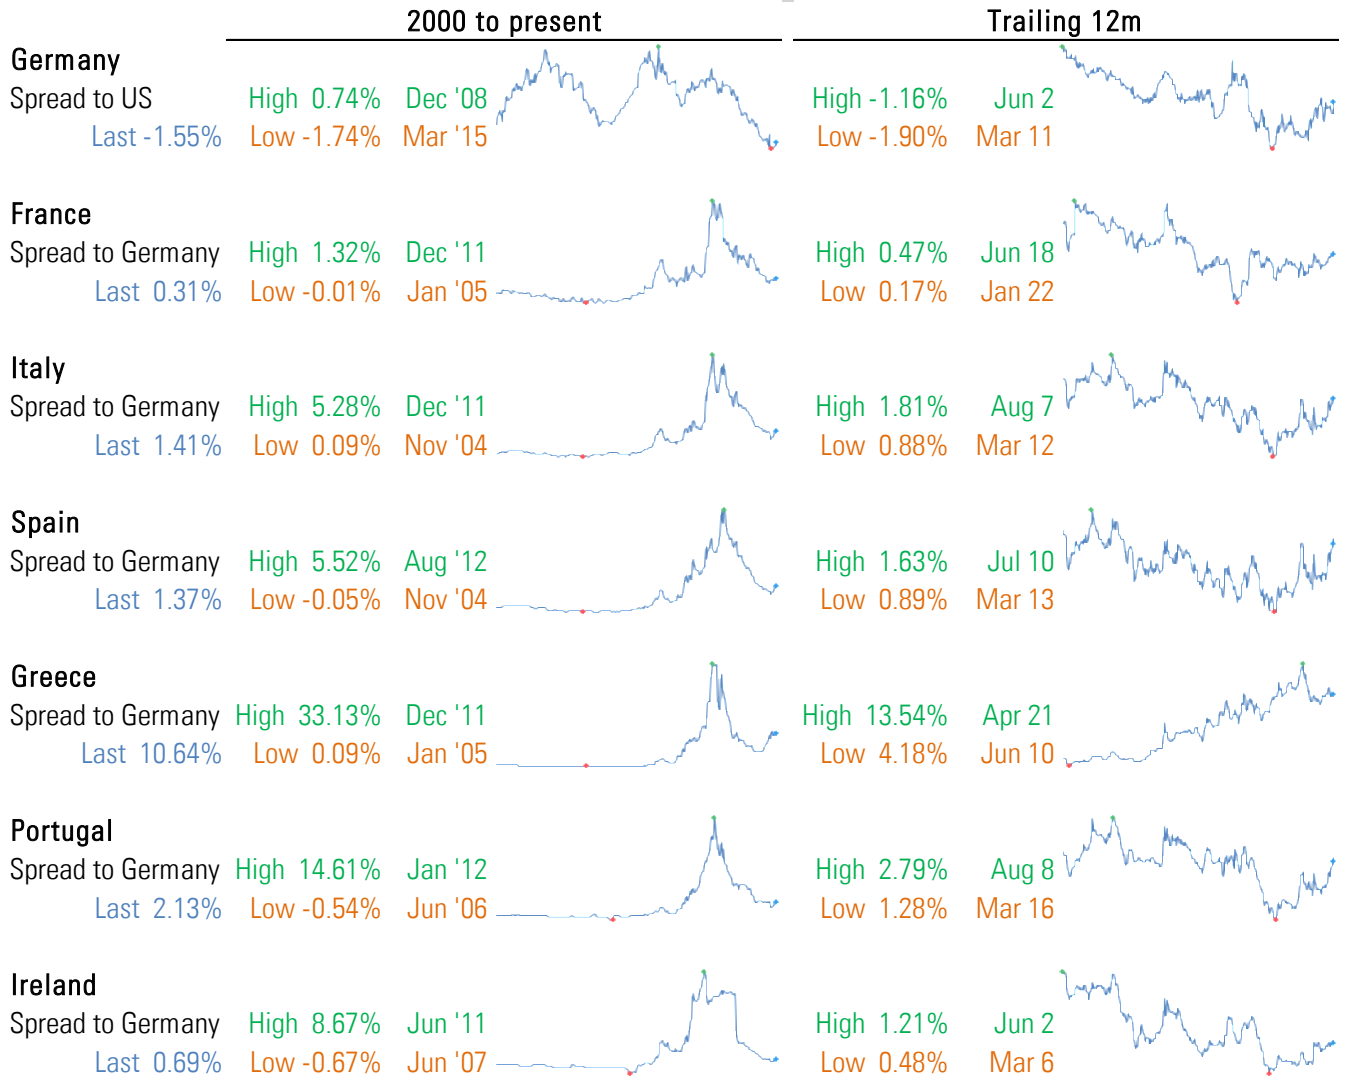 2000 to present Trailing 12m
Germany
Spread to US High 0.74% Dec '08 High -1.16% Jun 2
Last -1.55% Low -1.74% Mar '15 Low -1.90% Mar 11
France
Spread to Germany High 1.32% Dec '11 High 0.47% Jun 18
Last 0.31% Low -0.01% Jan '05 Low 0.17% Jan 22
Italy
Spread to Germany High 5.28% Dec '11 High 1.81% Aug 7
Last 1.41% Low 0.09% Nov '04 Low 0.88% Mar 12
Spain
Spread to Germany High 5.52% Aug '12 High 1.63% Jul 10
Last 1.37% Low -0.05% Nov '04 Low 0.89% Mar 13
Greece
Spread to Germany High 33.13% Dec '11 High 13.54% Apr 21
Last 10.64% Low 0.09% Jan '05 Low 4.18% Jun 10
Portugal
Spread to Germany High 14.61% Jan '12 High 2.79% Aug 8
Last 2.13% Low -0.54% Jun '06 Low 1.28% Mar 16
Ireland
Spread to Germany High 8.67% Jun '11 High 1.21% Jun 2
Last 0.69% Low -0.67% Jun '07 Low 0.48% Mar 6